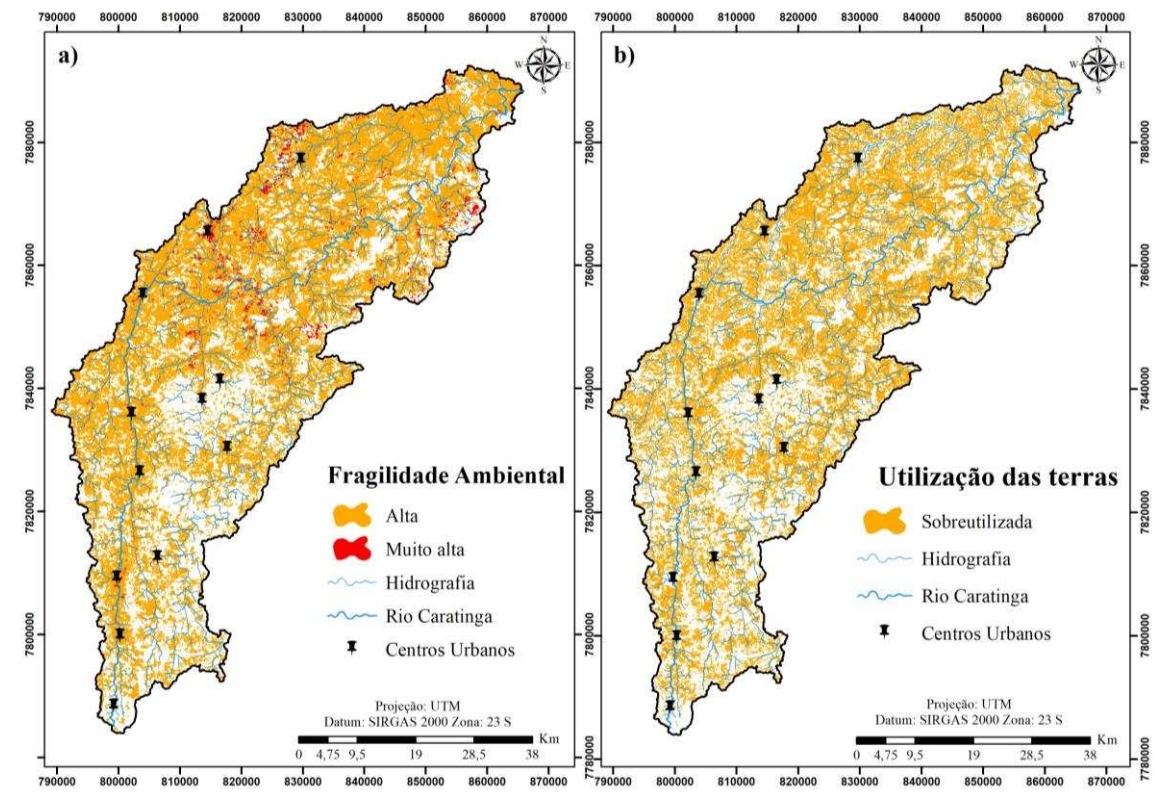 790000 800000 810000 820000 830000 840000 850000 860000 870000
790000 800000 810000 820000 830000 840000 850000 860000 870000
a)
N
W E
S
b)
N
W E
S
7880000
7860000
7840000
7820000
7800000
7880000
7860000
7840000
7820000
7800000
7780000
Fragilidade Ambiental
Alta
Muito alta
Hidrografia
Rio Caratinga
Centros Urbanos
Projeção: UTM
Datum: SIRGAS 2000 Zona: 23 S
Km
0 4,75 9,5 19 28,5 38
Utilização das terras
Sobreutilizada
Hidrografia
Rio Caratinga
Centros Urbanos
Projeção: UTM
Datum: SIRGAS 2000 Zona: 23 S
Km
0 4,75 9,5 19 28,5 38
790000 800000 810000 820000 830000 840000 850000 860000 870000
790000 800000 810000 820000 830000 840000 850000 860000 870000